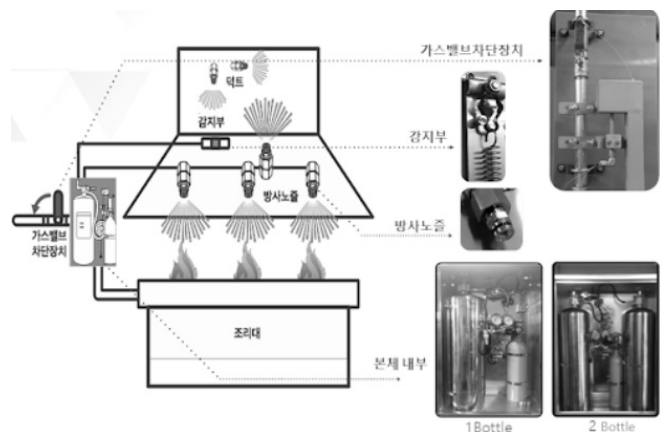 가스밸브차단장치
덕트
감지부
감지부
방사노즐
방사노즐
가스밸브
차단장치
조리대
본체 내부
1Bottle
2 Bottle